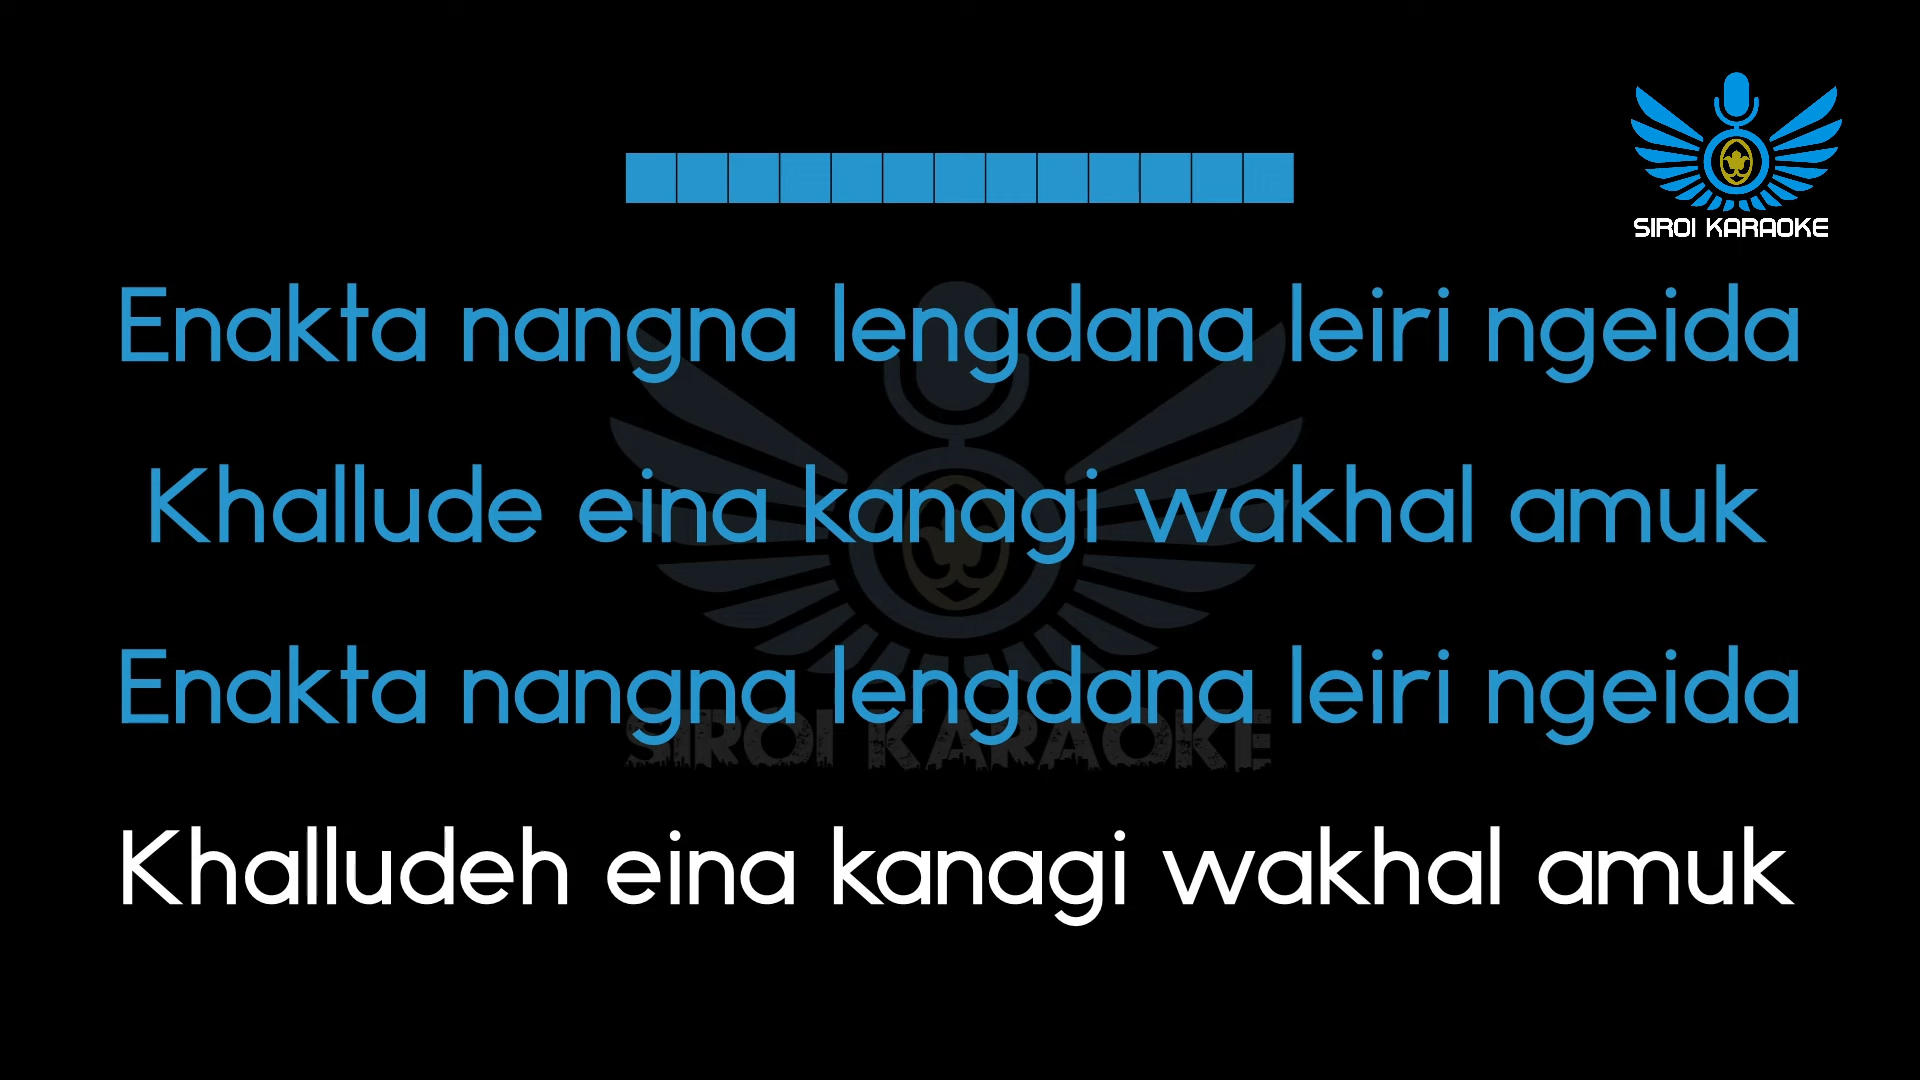 SIROI KARAOKE
Enakta nangna lengdana leiri ngeida
Khallude eina kanagi wakhal amuk
Enakta nangna lengdana leiri ngeida
SIROI KARAOKE
Khalludeh eina kanagi wakhal amuk